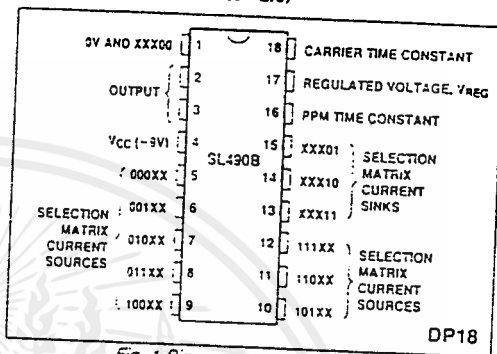 0V AND XXX00 1
OUTPUT 2
3
VCC (-9V) 4
000XX 5
SELECTION MATRIX CURRENT SOURCES
001XX 6
010XX 7
011XX 8
100XX 9
SL490B
18 CARRIER TIME CONSTANT
17 REGULATED VOLTAGE, VREG
16 PPM TIME CONSTANT
15 XXX01
14 XXX10
13 XXX11
SELECTION
MATRIX
CURRENT
SINKS
12 111XX
11 110XX
10 101XX
SELECTION
MATRIX
CURRENT
SOURCES
DP18
Fig. 1